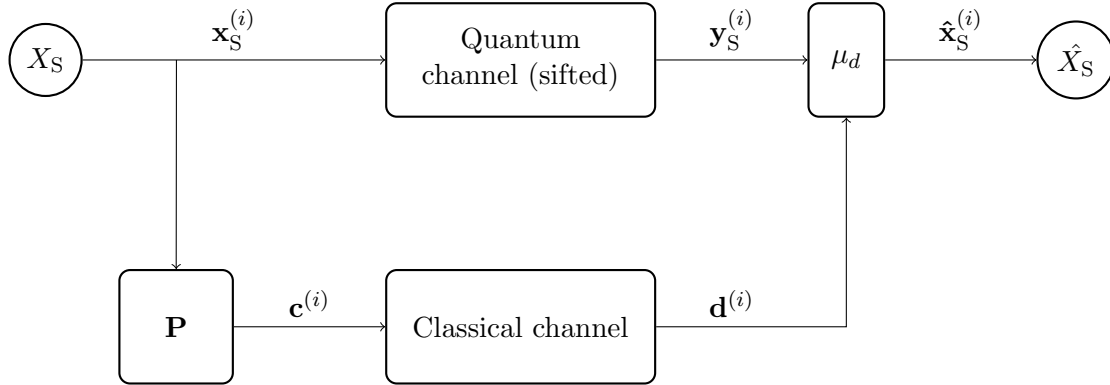 X_S
𝐱_S^{(i)}
Quantum
channel (sifted)
𝐲_S^{(i)}
μ_d
𝐱̂_S^{(i)}
X̂_S
𝐏
𝐜^{(i)}
Classical channel
𝐝^{(i)}